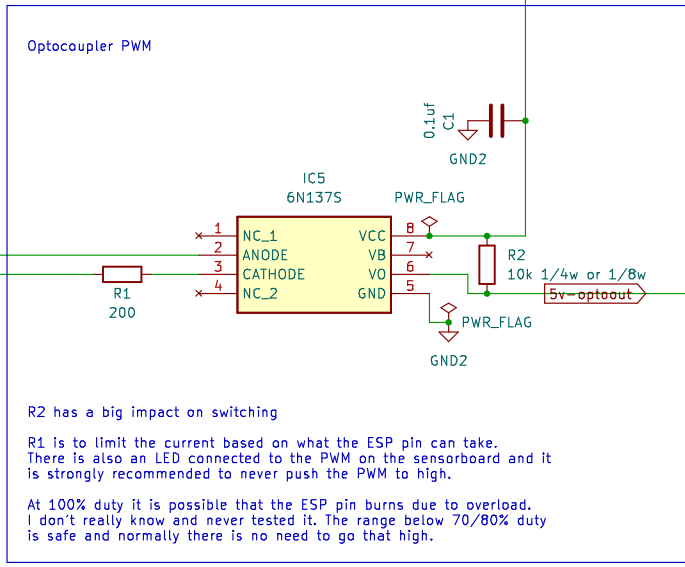 Optocoupler PWM
0.1uf
C1
GND2
IC5
6N137S
PWR_FLAG
1
NC_1
VCC
8
2
ANODE
VB
7
3
CATHODE
VO
6
4
NC_2
GND
5
R1
200
R2
10k 1/4w or 1/8w
5v-optoout
PWR_FLAG
GND2
R2 has a big impact on switching
R1 is to limit the current based on what the ESP pin can take.
There is also an LED connected to the PWM on the sensorboard and it
is strongly recommended to never push the PWM to high.
At 100% duty it is possible that the ESP pin burns due to overload.
I don't really know and never tested it. The range below 70/80% duty
is safe and normally there is no need to go that high.